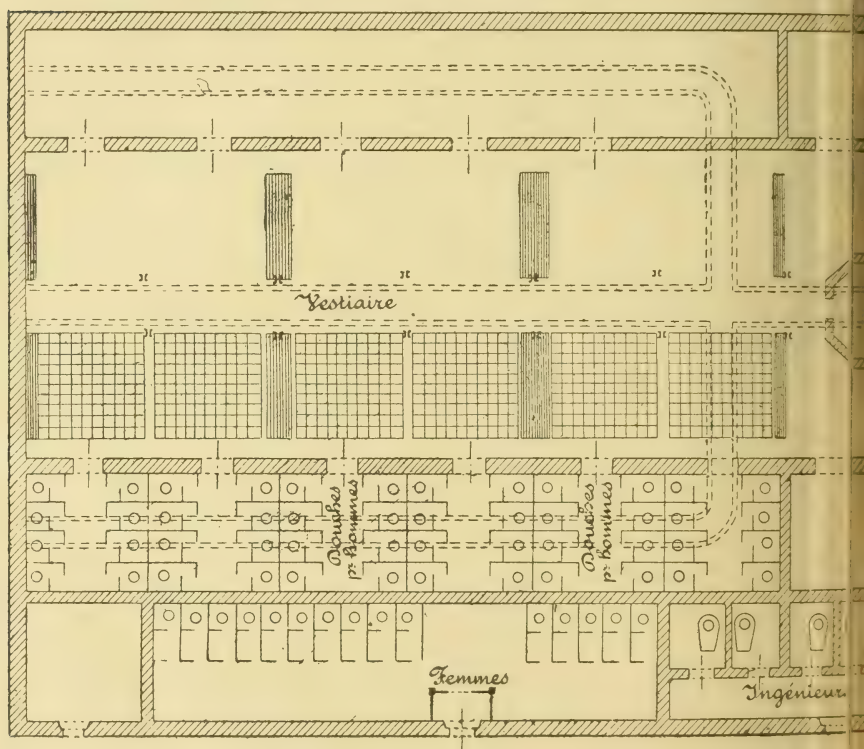 Vestiaire
Douches
pr hommes
Douches
pr hommes
Femmes
Ingénieur